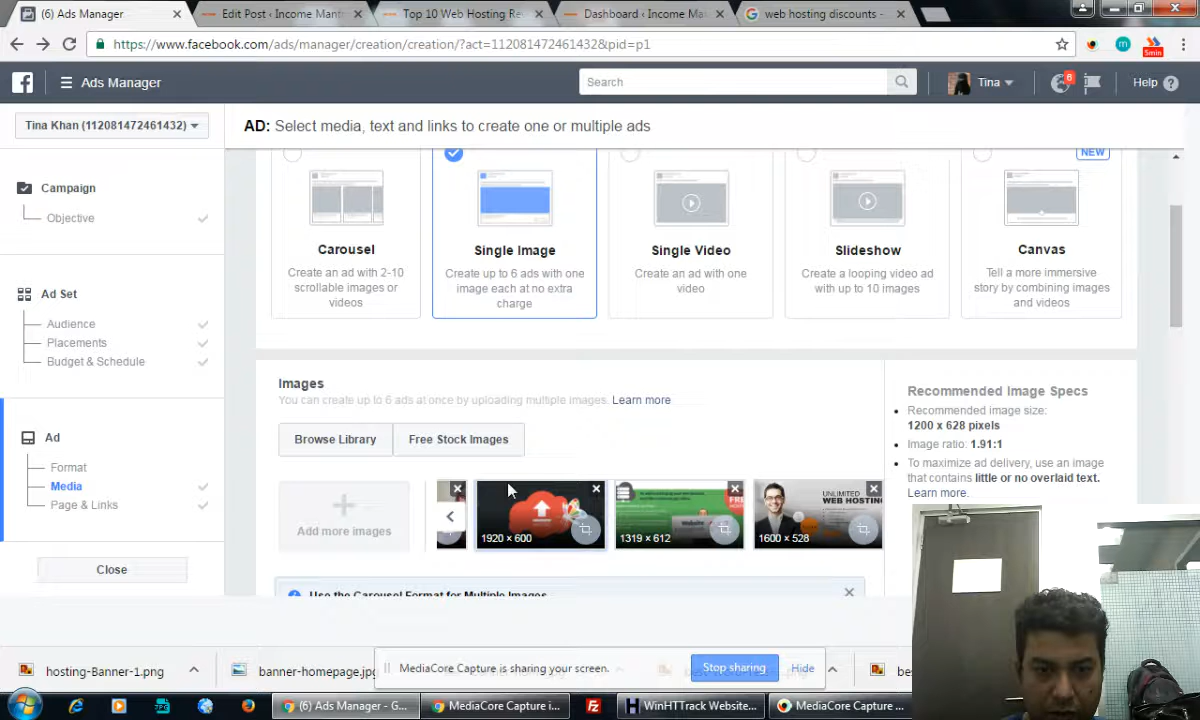 (6) Ads Manager
Edit Post ‹ Income Mant
Top 10 Web Hosting Re
Dashboard ‹ Income Ma
web hosting discounts -
https://www.facebook.com/ads/manager/creation/creation/?act=112081472461432&pid=p1
5min
Ads Manager
Search
Tina
6
Help
Tina Khan (112081472461432)
AD: Select media, text and links to create one or multiple ads
Campaign
Objective
Ad Set
Audience
Placements
Budget & Schedule
Ad
Format
Media
Page & Links
Close
NEW
Carousel
Create an ad with 2-10
scrollable images or
videos
Single Image
Create up to 6 ads with one
image each at no extra
charge
Single Video
Create an ad with one
video
Slideshow
Create a looping video ad
with up to 10 images
Canvas
Tell a more immersive
story by combining images
and videos
Images
You can create up to 6 ads at once by uploading multiple images. Learn more
Browse Library
Free Stock Images
Add more images
1920 × 600
Website
1319 × 612
UNLIMITED
WEB HOSTING
1600 × 528
Use the Carousel Format for Multiple Images
Recommended Image Specs
Recommended image size:
1200 x 628 pixels
Image ratio: 1.91:1
To maximize ad delivery, use an image
that contains little or no overlaid text.
Learn more.
hosting-Banner-1.png
banner-homepage.jpg
MediaCore Capture is sharing your screen.
Stop sharing
Hide
be
(6) Ads Manager - G...
MediaCore Capture i...
WinHTTrack Website...
MediaCore Capture ...